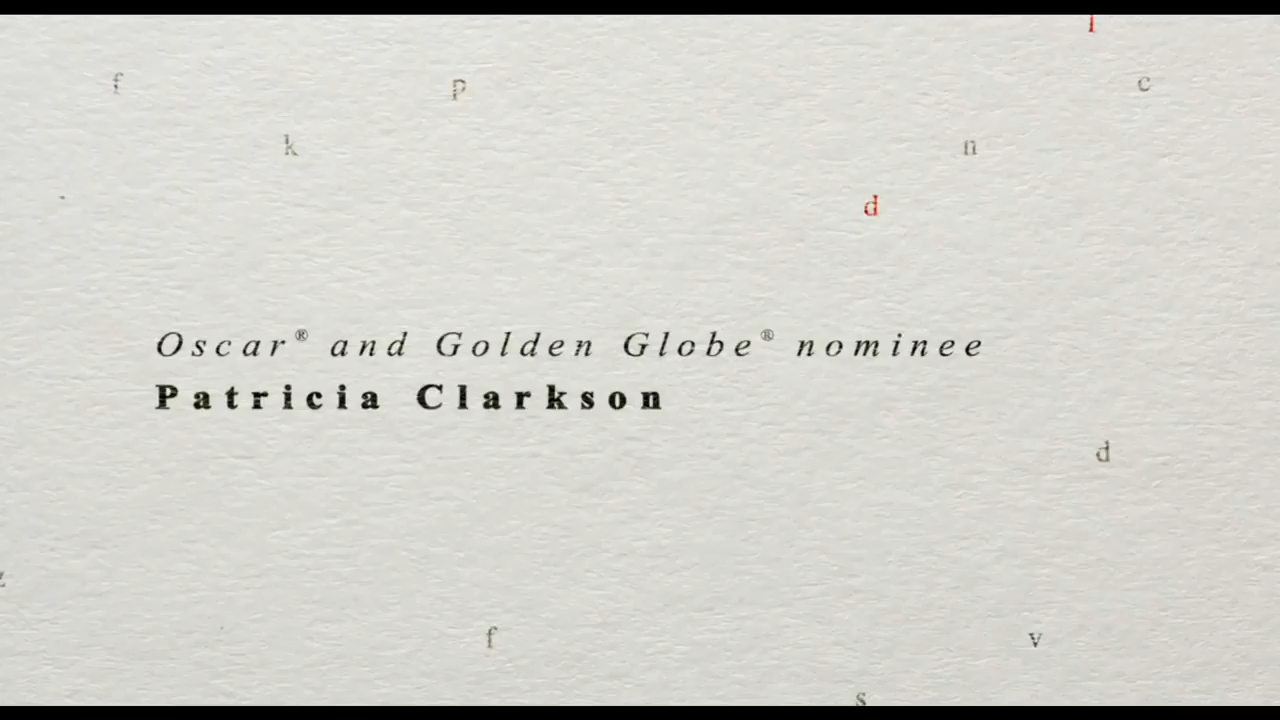 l
f
p
c
k
n
d
Oscar® and Golden Globe® nominee
Patricia Clarkson
d
z
f
v
s